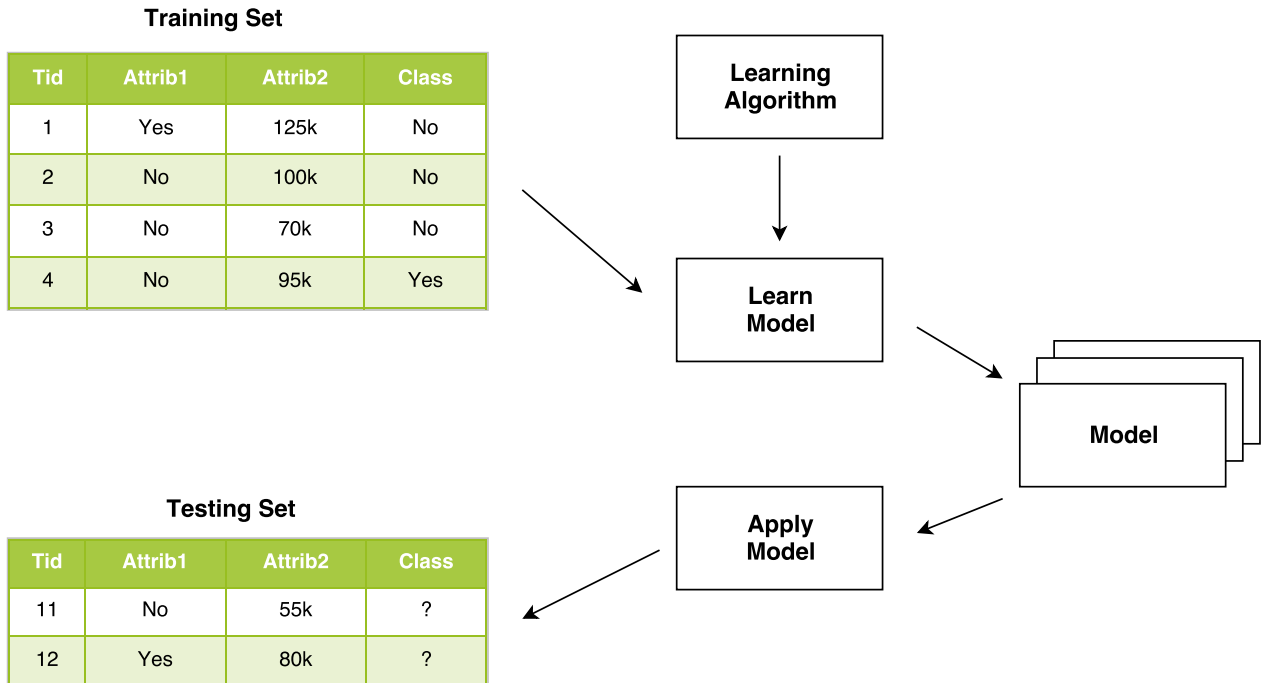 Training Set
Tid Attrib1 Attrib2 Class
1 Yes 125k No
2 No 100k No
3 No 70k No
4 No 95k Yes
Learning
Algorithm
Learn
Model
Model
Apply
Model
Testing Set
Tid Attrib1 Attrib2 Class
11 No 55k ?
12 Yes 80k ?